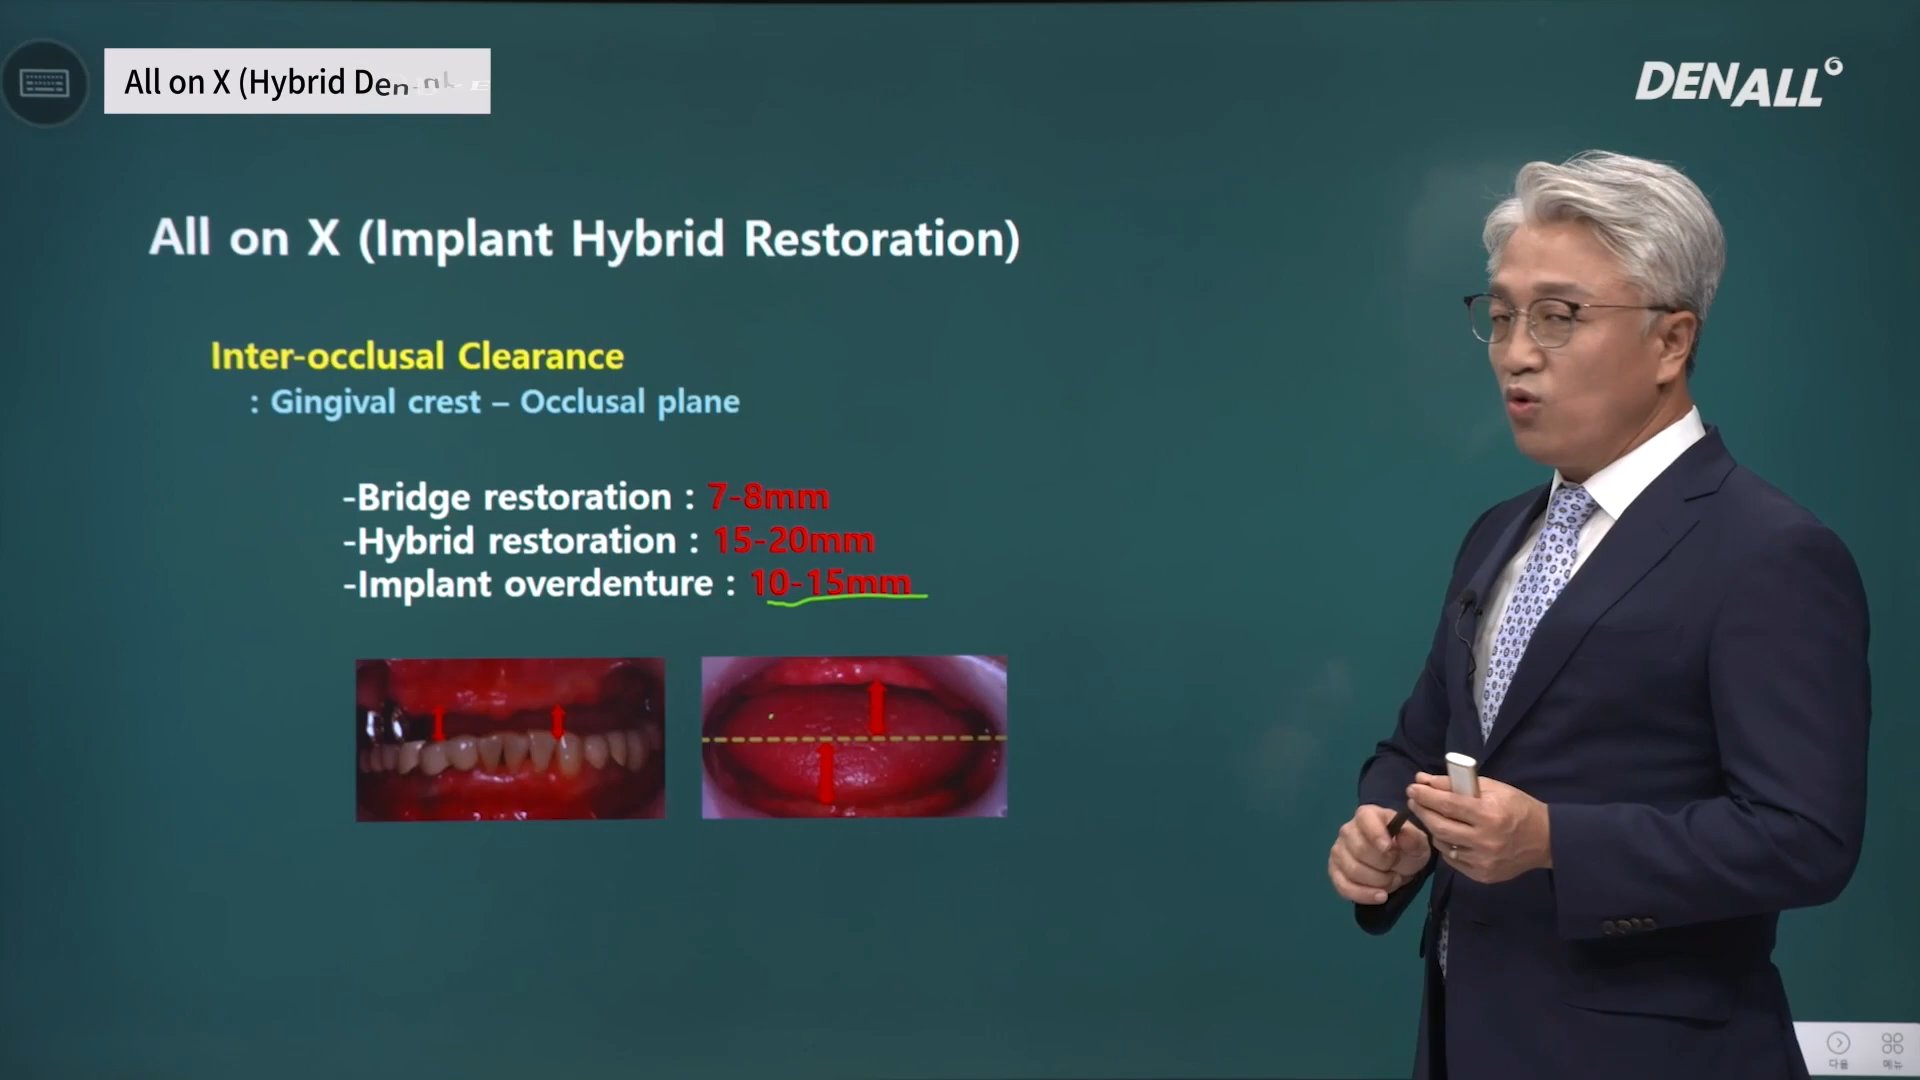 All on X (Hybrid Den
DENALL
All on X (Implant Hybrid Restoration)
Inter-occlusal Clearance
: Gingival crest – Occlusal plane
-Bridge restoration : 7-8mm
-Hybrid restoration : 15-20mm
-Implant overdenture : 10-15mm
다음
메뉴